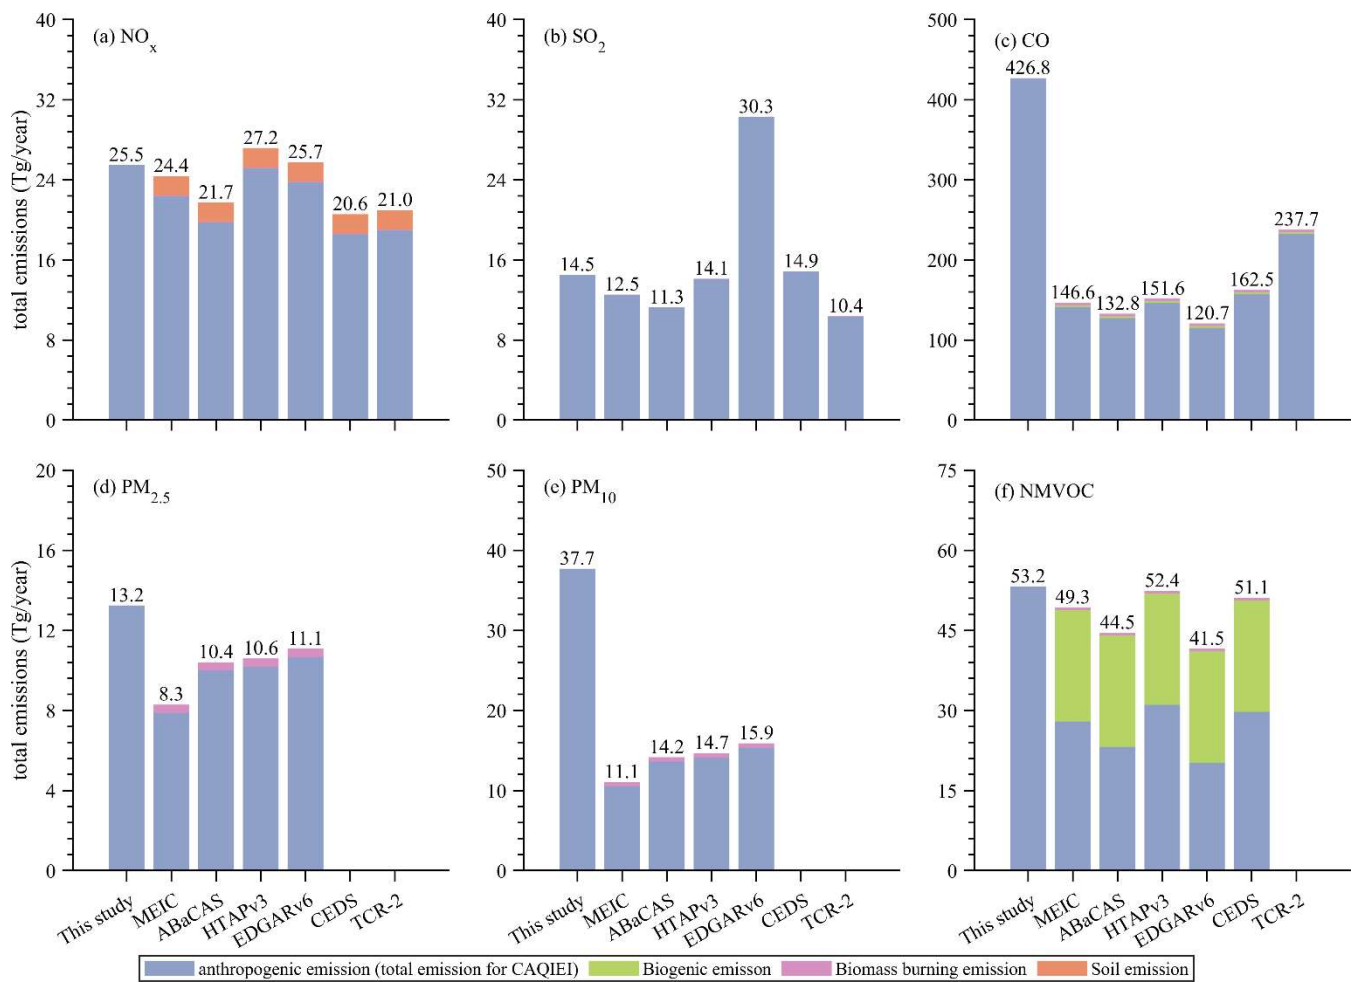 (a) NOx
total emissions (Tg/year)
40
32
24
16
8
0
25.5
24.4
21.7
27.2
25.7
20.6
21.0
(b) SO2
40
32
24
16
8
0
14.5
12.5
11.3
14.1
30.3
14.9
10.4
(c) CO
500
400
300
200
100
0
426.8
146.6
132.8
151.6
120.7
162.5
237.7
(d) PM2.5
total emissions (Tg/year)
20
16
12
8
4
0
13.2
8.3
10.4
10.6
11.1
This study
MEIC
ABaCAS
HTAPv3
EDGARv6
CEDS
TCR-2
(e) PM10
50
40
30
20
10
0
37.7
11.1
14.2
14.7
15.9
This study
MEIC
ABaCAS
HTAPv3
EDGARv6
CEDS
TCR-2
(f) NMVOC
75
60
45
30
15
0
53.2
49.3
44.5
52.4
41.5
51.1
This study
MEIC
ABaCAS
HTAPv3
EDGARv6
CEDS
TCR-2
anthropogenic emission (total emission for CAQIEI)
Biogenic emisson
Biomass burning emission
Soil emission